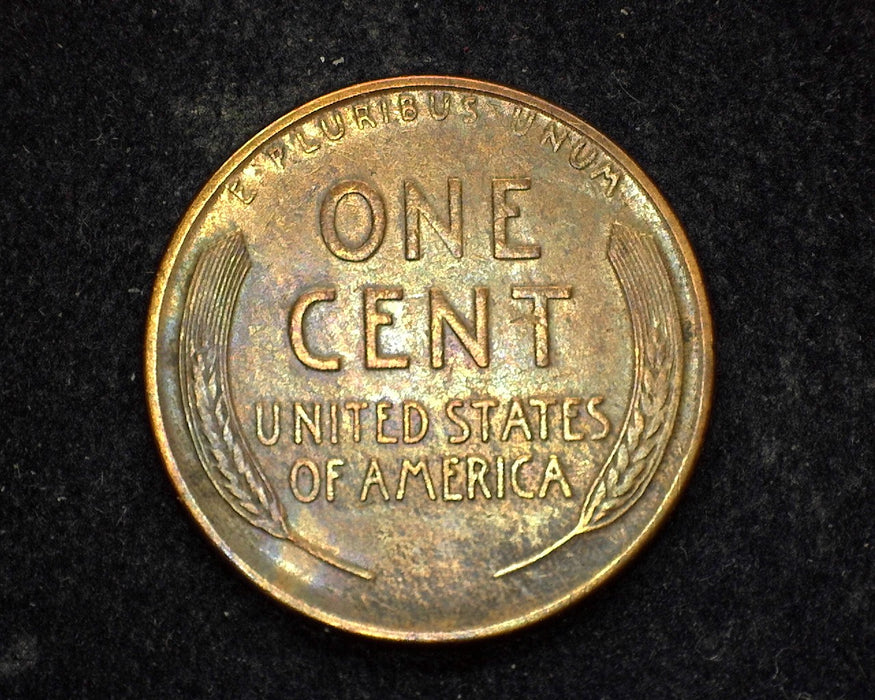 E PLURIBUS UNUM
ONE
CENT
UNITED STATES
OF AMERICA